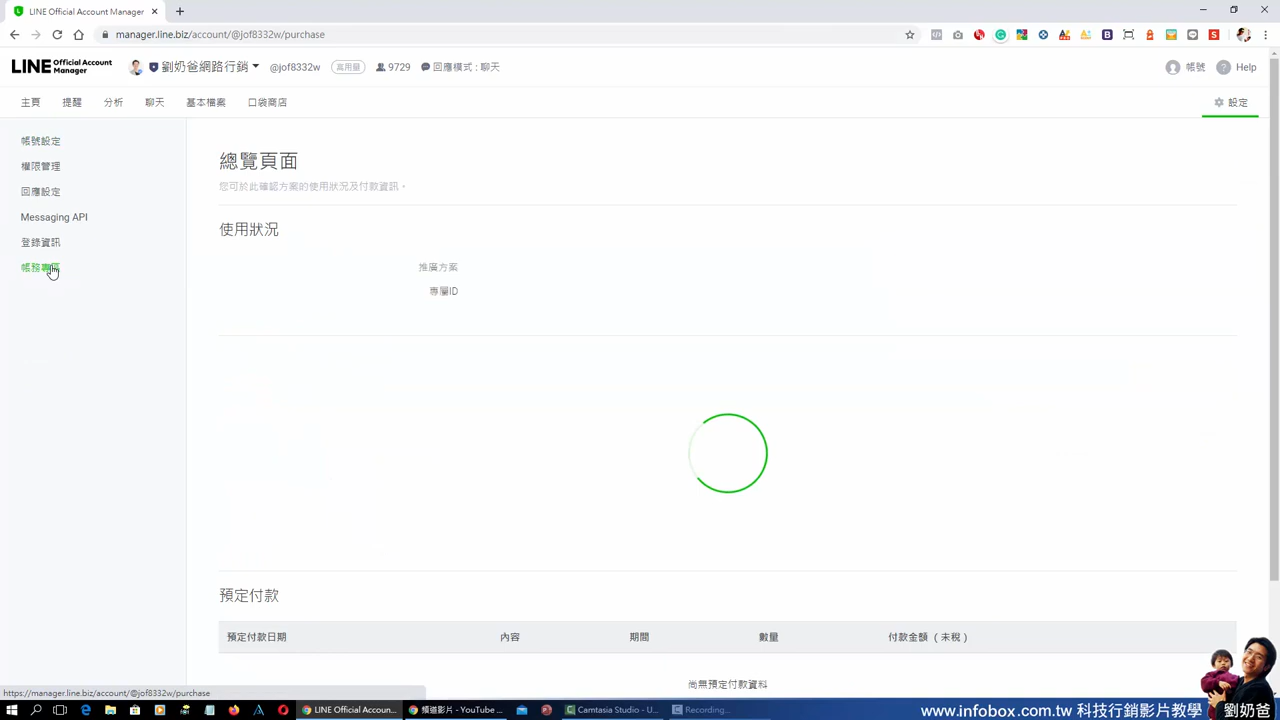 LINE Official Account Manager
manager.line.biz/account/@jof8332w/purchase
LINE Official Account Manager
劉奶爸網路行銷
@jof8332w
高用量
9729
回應模式 : 聊天
帳號
Help
主頁
提醒
分析
聊天
基本檔案
口袋商店
設定
帳號設定
權限管理
回應設定
Messaging API
登錄資訊
帳務專區
總覽頁面
您可於此確認方案的使用狀況及付款資訊。
使用狀況
推廣方案
專屬ID
預定付款
預定付款日期
內容
期間
數量
付款金額（未稅）
尚無預定付款資料
https://manager.line.biz/account/@jof8332w/purchase
LINE Official Accoun...
頻道影片 - YouTube ...
Camtasia Studio - U...
Recording...
www.infobox.com.tw 科技行銷影片教學
劉奶爸